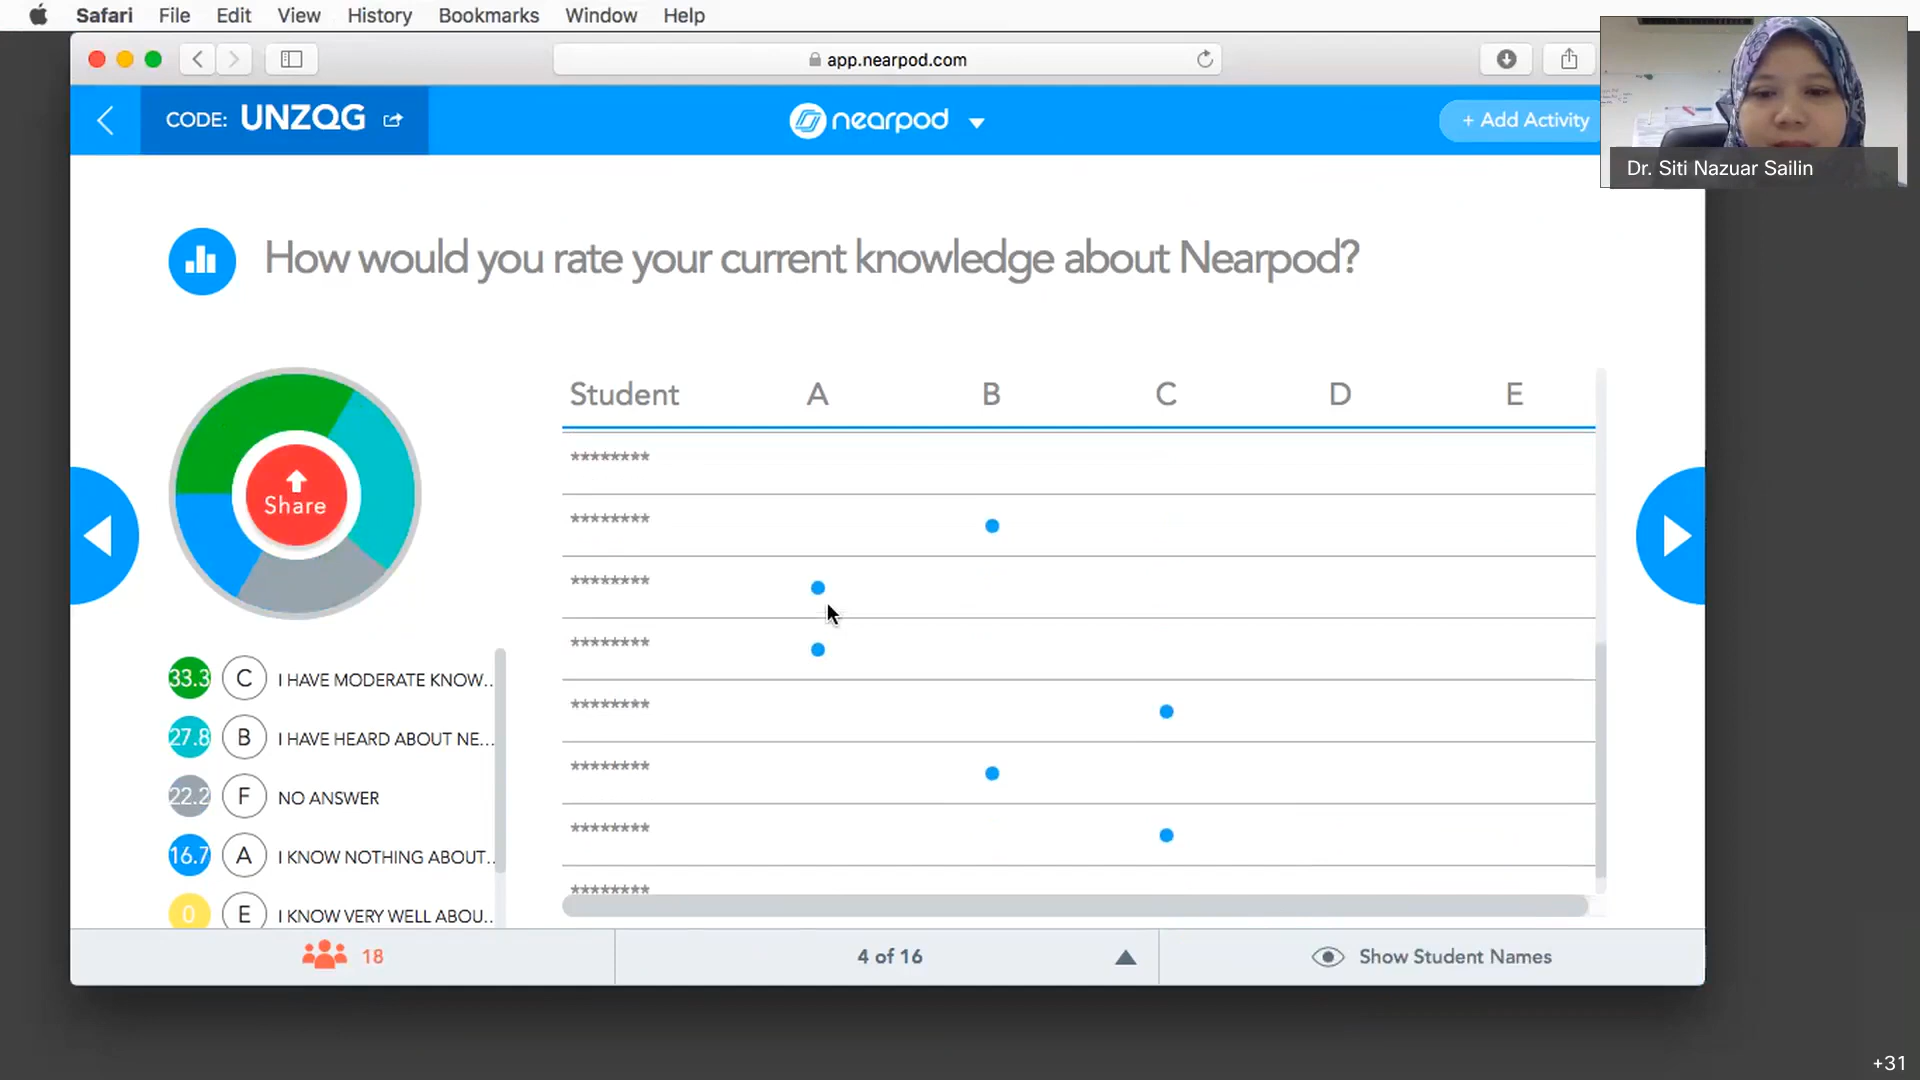 Safari File Edit View History Bookmarks Window Help
app.nearpod.com
CODE: UNZQG
nearpod
+ Add Activity
Dr. Siti Nazuar Sailin
How would you rate your current knowledge about Nearpod?
Share
Student A B C D E
********
********
********
********
********
********
********
********
33.3 C I HAVE MODERATE KNOW..
27.8 B I HAVE HEARD ABOUT NE...
22.2 F NO ANSWER
16.7 A I KNOW NOTHING ABOUT..
0 E I KNOW VERY WELL ABOU..
18
4 of 16
Show Student Names
+31